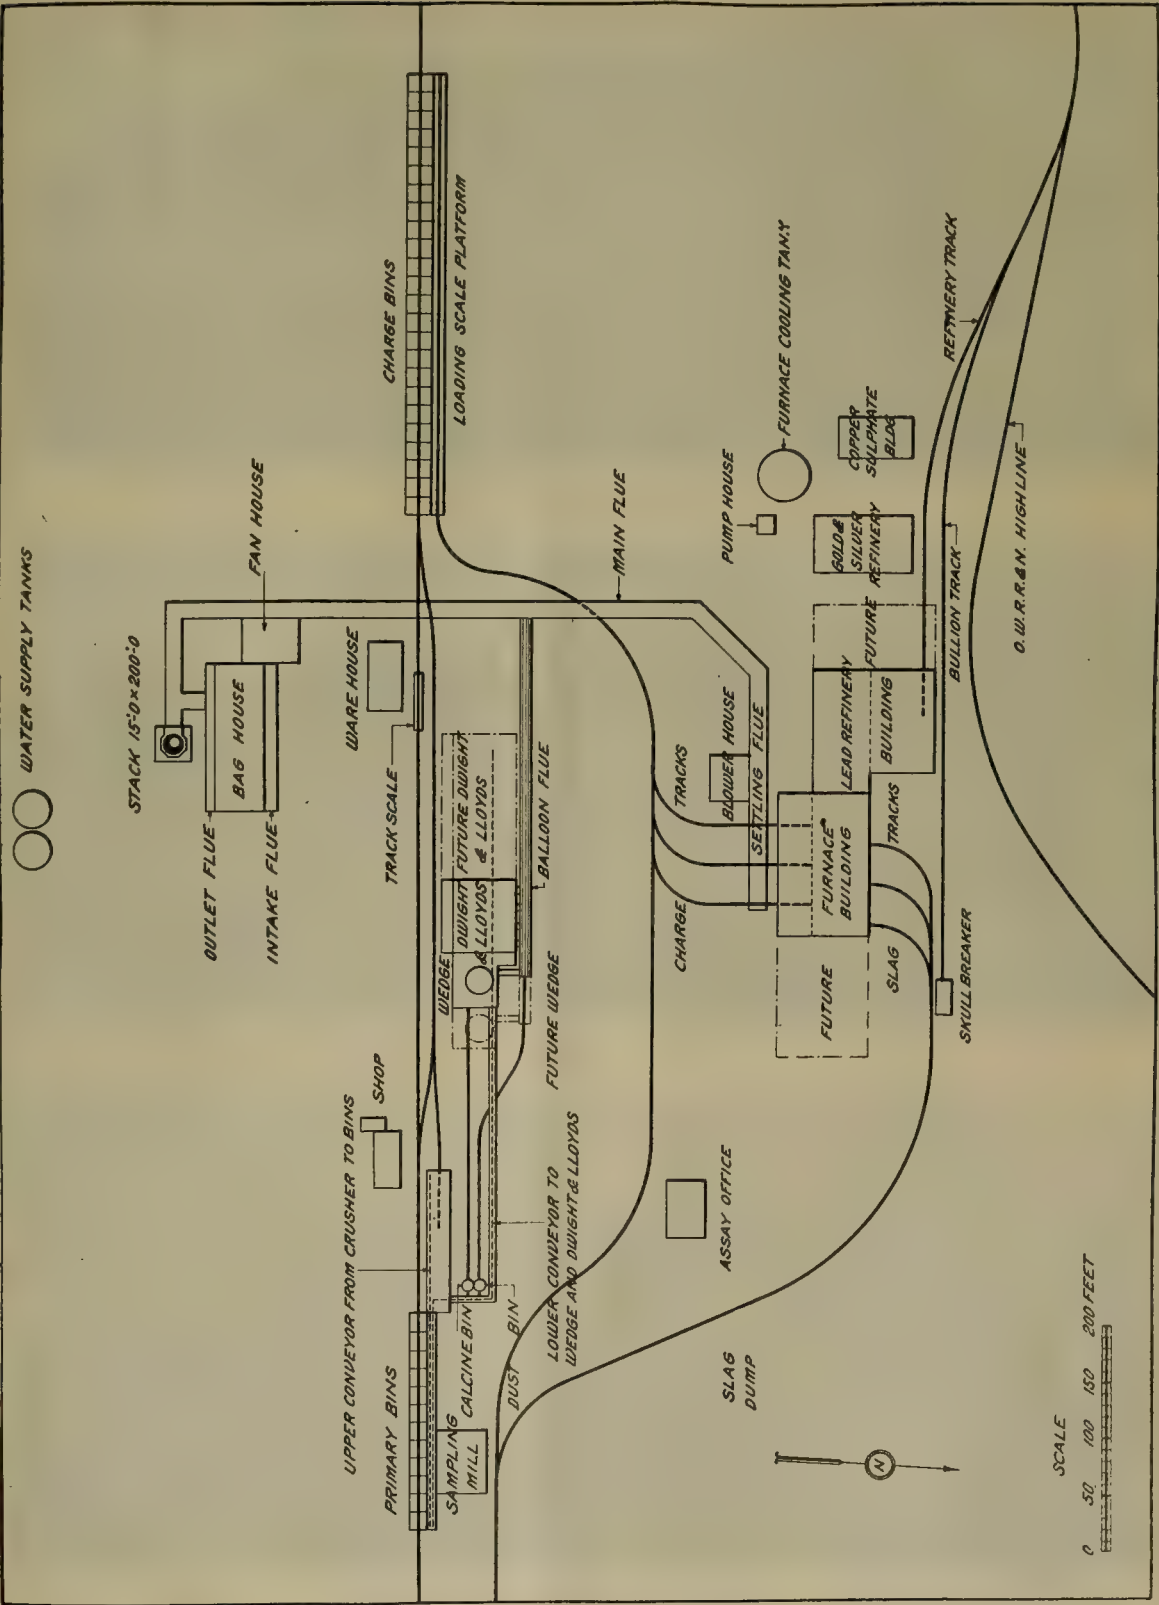 WATER SUPPLY TANKS
STACK 15'-0 x 200'-0
OUTLET FLUE
BAG HOUSE
INTAKE FLUE
FAN HOUSE
UPPER CONVEYOR FROM CRUSHER TO BINS
SHOP
WARE HOUSE
TRACK SCALE
CHARGE BINS
LOADING SCALE PLATFORM
PRIMARY BINS
SAMPLING
MILL
CALCINE BIN
DUST BIN
WEDGE
DWIGHT
& LLOYDS
FUTURE DWIGHT
& LLOYDS
BALLOON FLUE
FUTURE WEDGE
LOWER CONVEYOR TO
WEDGE AND DWIGHT & LLOYDS
MAIN FLUE
CHARGE TRACKS
BLOWER HOUSE
SETTLING FLUE
PUMP HOUSE
FURNACE COOLING TANY
ASSAY OFFICE
SLAG
DUMP
FUTURE
FURNACE
BUILDING
LEAD REFINERY
BUILDING
FUTURE
GOLD &
SILVER
REFINERY
COPPER
SULPHATE
BLDG
SLAG TRACKS
SKULL BREAKER
BULLION TRACK
REFINERY TRACK
O.W.R.R. & N. HIGH LINE
N
SCALE
0 50 100 150 200 FEET